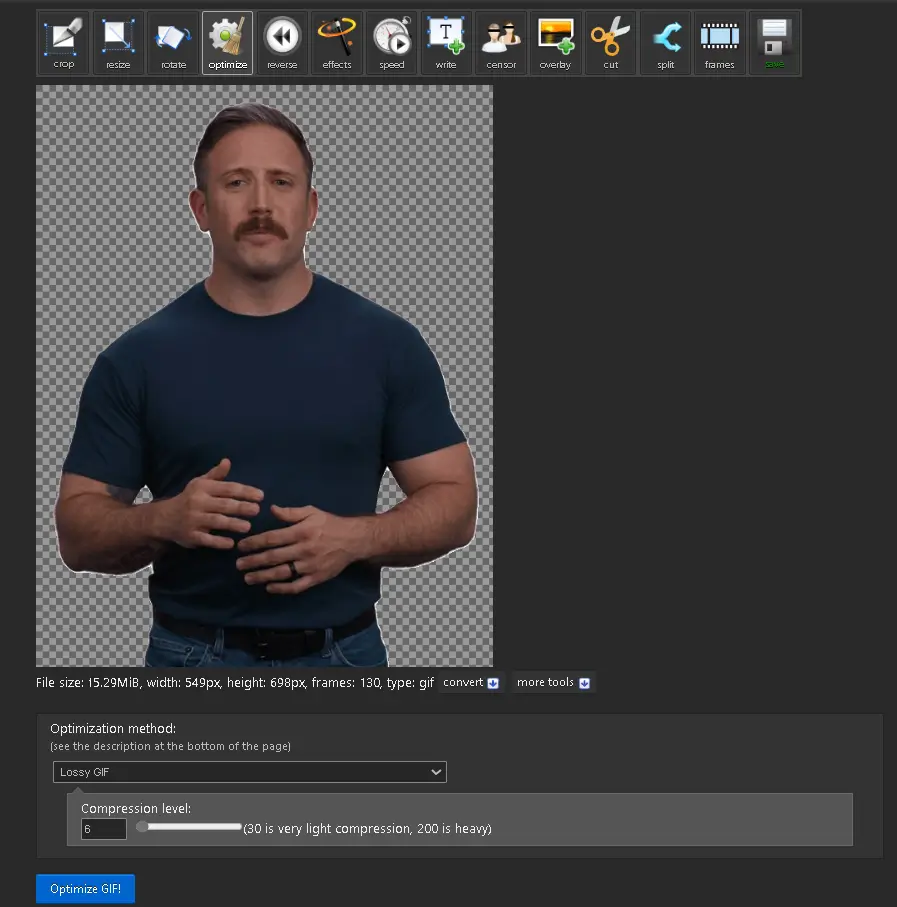 crop resize rotate optimize reverse effects speed write censor overlay cut split frames save
File size: 15.29MiB, width: 549px, height: 698px, frames: 130, type: gif convert more tools
Optimization method:
(see the description at the bottom of the page)
Lossy GIF
Compression level:
6 (30 is very light compression, 200 is heavy)
Optimize GIF!